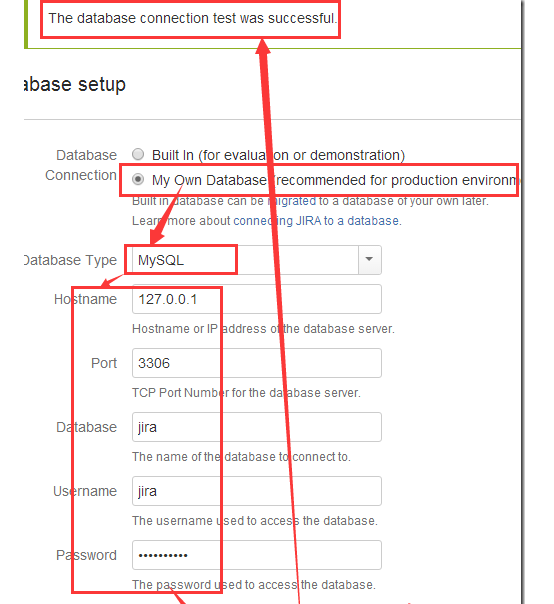 The database connection test was successful.
abase setup
Database Connection
Built In (for evaluation or demonstration)
My Own Database (recommended for production environm
Built in database can be migrated to a database of your own later.
Learn more about connecting JIRA to a database.
Database Type
MySQL
Hostname
127.0.0.1
Hostname or IP address of the database server.
Port
3306
TCP Port Number for the database server.
Database
jira
The name of the database to connect to.
Username
jira
The username used to access the database.
Password
••••••••••
The password used to access the database.